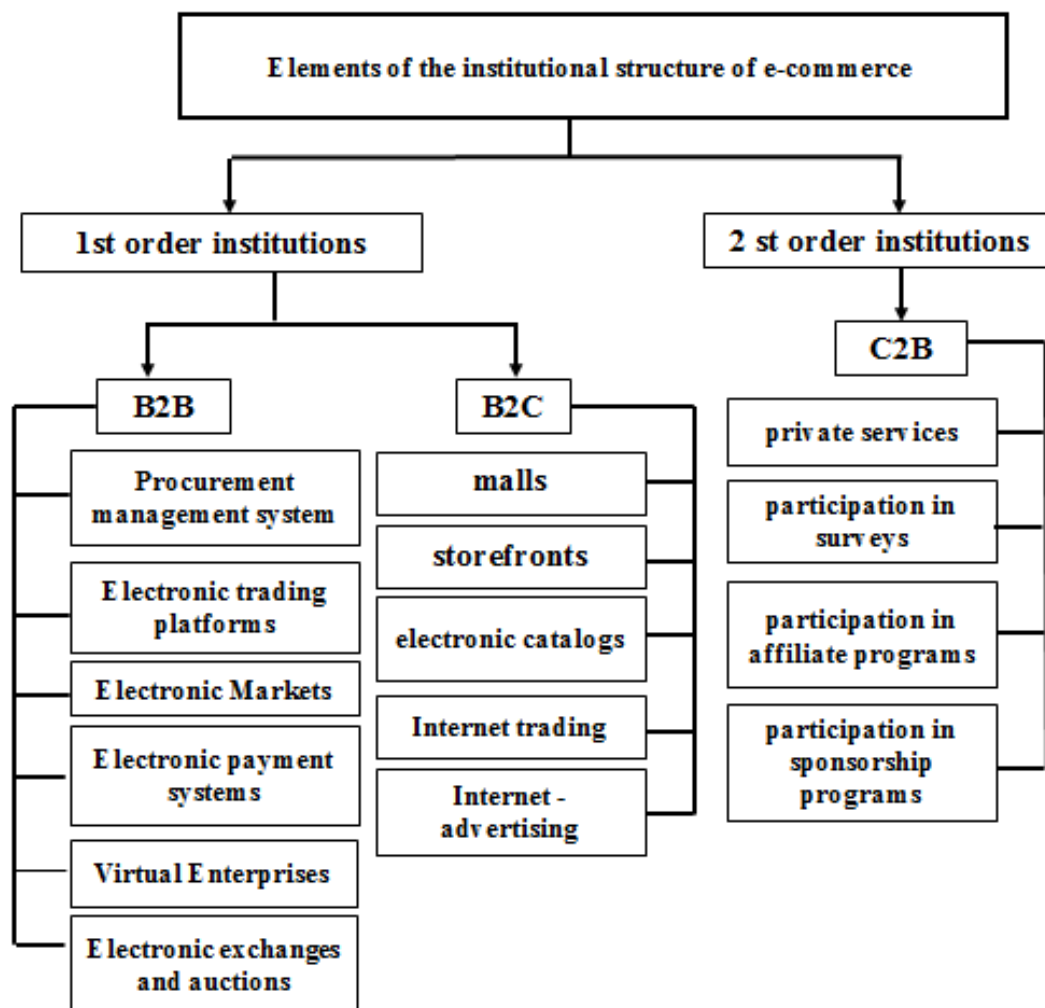 Elements of the institutional structure of e-commerce
1st order institutions
2 st order institutions
B2B
B2C
C2B
Procurement
management system
Electronic trading
platforms
Electronic Markets
Electronic payment
systems
Virtual Enterprises
Electronic exchanges
and auctions
malls
storefronts
electronic catalogs
Internet trading
Internet -
advertising
private services
participation in
surveys
participation in
affiliate programs
participation in
sponsorship
programs